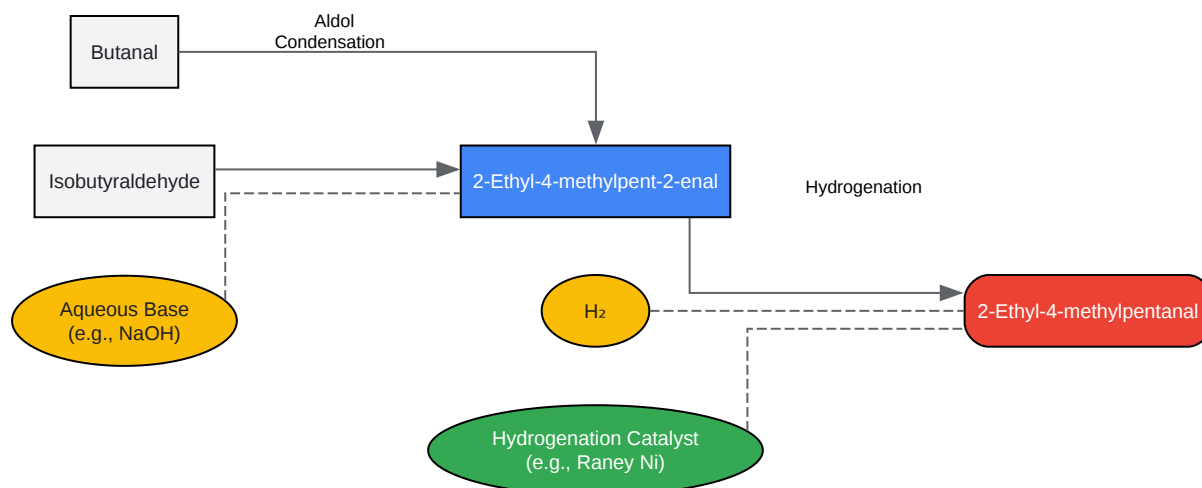 Butanal
Aldol
Condensation
Isobutyraldehyde
2-Ethyl-4-methylpent-2-enal
Hydrogenation
Aqueous Base
(e.g., NaOH)
H₂
2-Ethyl-4-methylpentanal
Hydrogenation Catalyst
(e.g., Raney Ni)